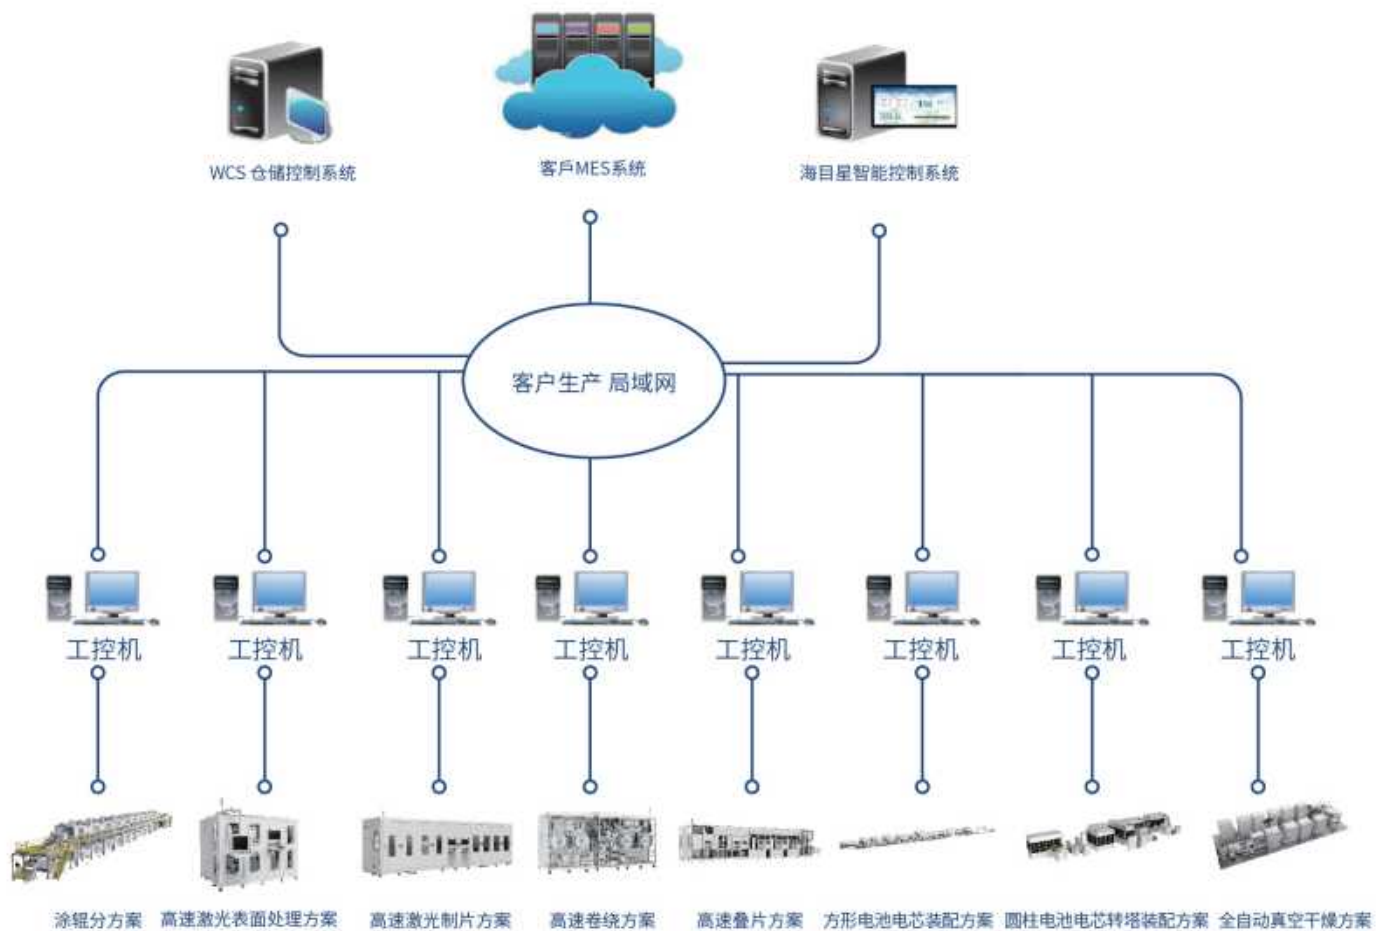 WCS 仓储控制系统
客戶MES系统
海目星智能控制系统
客户生产 局域网
工控机
工控机
工控机
工控机
工控机
工控机
工控机
工控机
涂辊分方案
高速激光表面处理方案
高速激光制片方案
高速卷绕方案
高速叠片方案
方形电池电芯装配方案
圆柱电池电芯转塔装配方案
全自动真空干燥方案